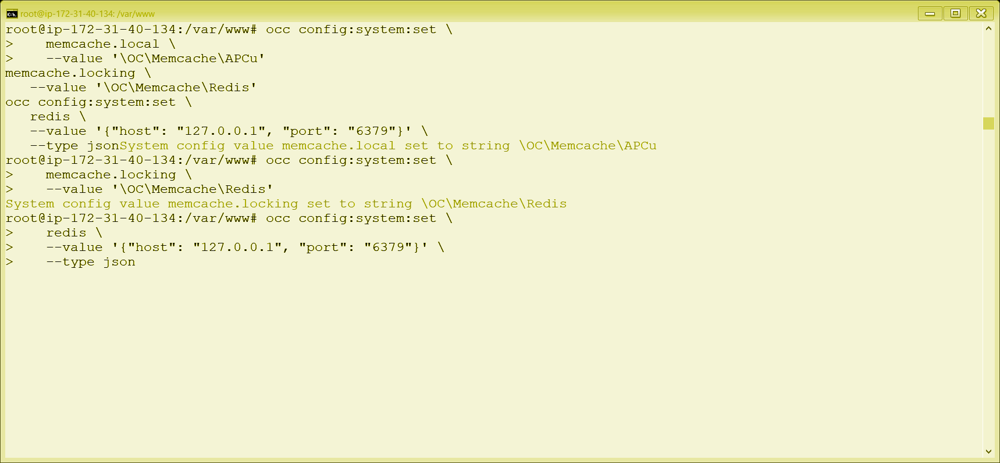 root@ip-172-31-40-134: /var/www
root@ip-172-31-40-134:/var/www# occ config:system:set \
>    memcache.local \
>    --value '\OC\Memcache\APCu'
memcache.locking \
   --value '\OC\Memcache\Redis'
occ config:system:set \
   redis \
   --value '{"host": "127.0.0.1", "port": "6379"}' \
   --type jsonSystem config value memcache.local set to string \OC\Memcache\APCu
root@ip-172-31-40-134:/var/www# occ config:system:set \
>    memcache.locking \
>    --value '\OC\Memcache\Redis'
System config value memcache.locking set to string \OC\Memcache\Redis
root@ip-172-31-40-134:/var/www# occ config:system:set \
>    redis \
>    --value '{"host": "127.0.0.1", "port": "6379"}' \
>    --type json